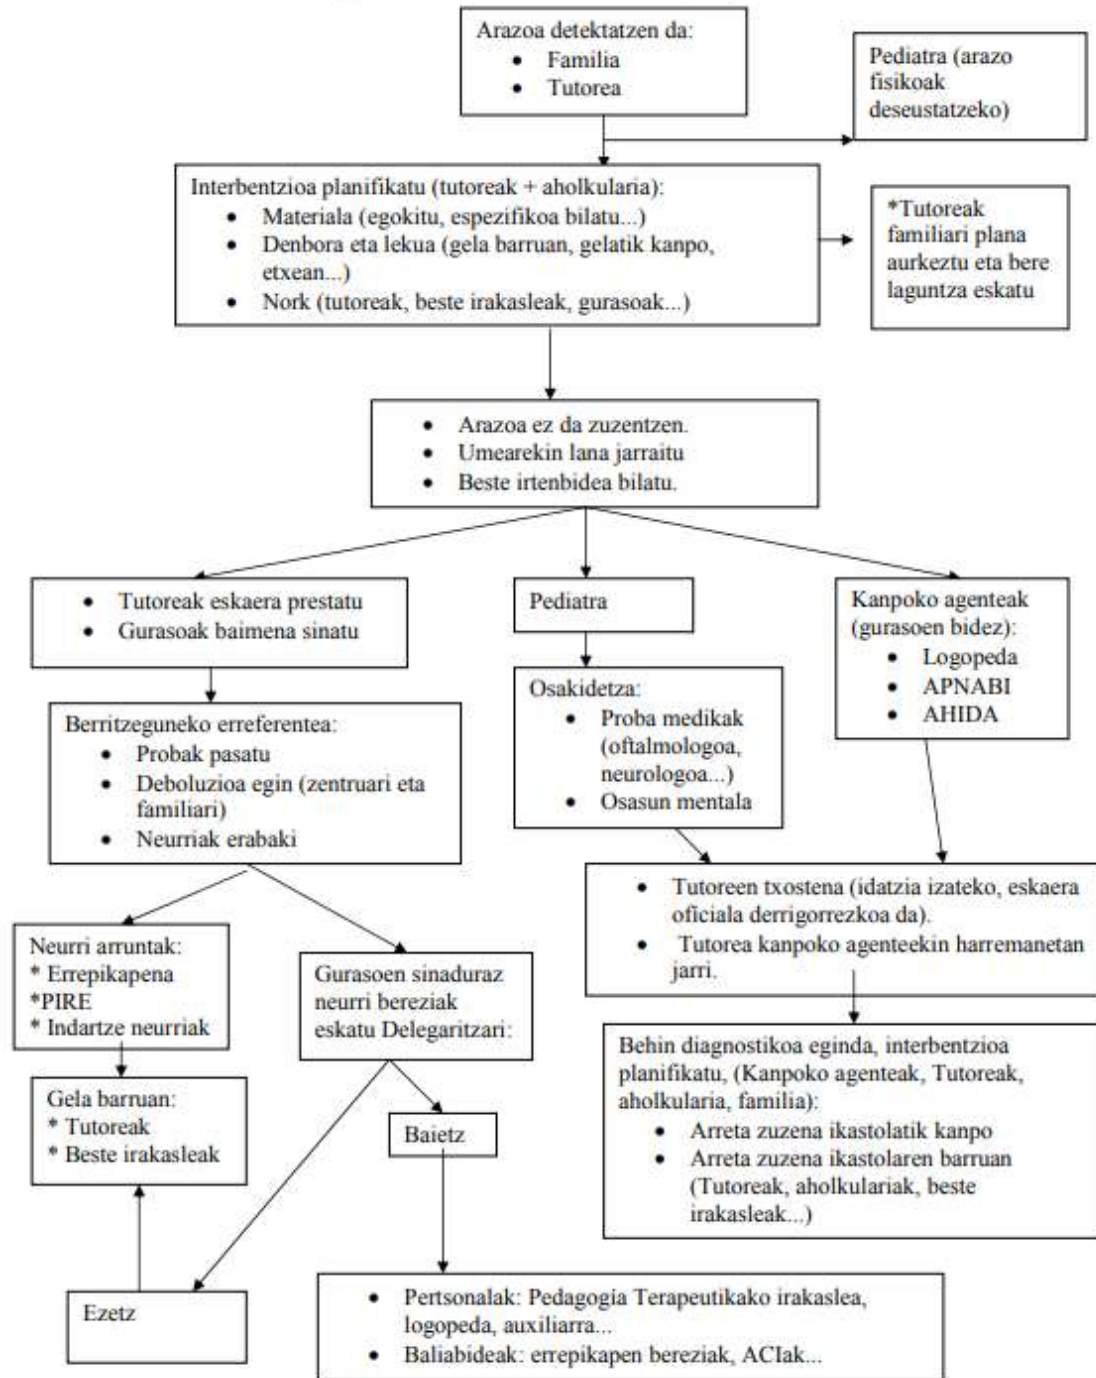 Arazoa detektatzen da:
• Familia
• Tutorea
Pediatra (arazo
fisikoak
deseustatzeko)
Interbentzioa planifikatu (tutoreak + aholkularia):
• Materiala (egokitu, espezifikoa bilatu...)
• Denbora eta lekua (gela barruan, gelatik kanpo,
etxean...)
• Nork (tutoreak, beste irakasleak, gurasoak...)
*Tutoreak
familiari plana
aurkeztu eta bere
laguntza eskatu
• Arazoa ez da zuzentzen.
• Umearekin lana jarraitu
• Beste irtenbidea bilatu.
• Tutoreak eskaera prestatu
• Gurasoak baimena sinatu
Pediatra
Kanpoko agenteak
(gurasoen bidez):
• Logopeda
• APNABI
• AHIDA
Berritzeguneko erreferentea:
• Probak pasatu
• Deboluzioa egin (zentruari eta
familiari)
• Neurriak erabaki
Osakidetza:
• Proba medikak
(oftalmologoa,
neurologoa...)
• Osasun mentala
• Tutoreen txostena (idatzia izateko, eskaera
oficiala derrigorrezkoa da).
• Tutorea kanpoko agenteekin harremanetan
jarri.
Neurri arruntak:
* Errepikapena
*PIRE
* Indartze neurriak
Gurasoen sinaduraz
neurri bereziak
eskatu Delegaritzari:
Behin diagnostikoa eginda, interbentzioa
planifikatu, (Kanpoko agenteak, Tutoreak,
aholkularia, familia):
• Arreta zuzena ikastolatik kanpo
• Arreta zuzena ikastolaren barruan
(Tutoreak, aholkulariak, beste
irakasleak...)
Gela barruan:
* Tutoreak
* Beste irakasleak
Baietz
Ezetz
• Pertsonalak: Pedagogia Terapeutikako irakaslea,
logopeda, auxiliarra...
• Baliabideak: errepikapen bereziak, ACIak...